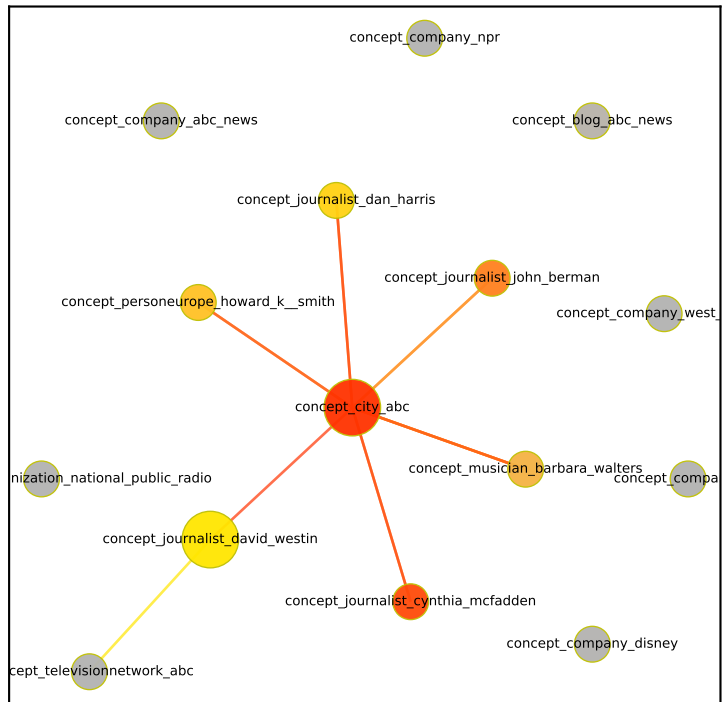 concept_company_npr
concept_company_abc_news
concept_blog_abc_news
concept_journalist_dan_harris
concept_journalist_john_berman
concept_personeurope_howard_k__smith
concept_company_west_
concept_city_abc
concept_musician_barbara_walters
nization_national_public_radio
concept_compa
concept_journalist_david_westin
concept_journalist_cynthia_mcfadden
concept_company_disney
cept_televisionnetwork_abc